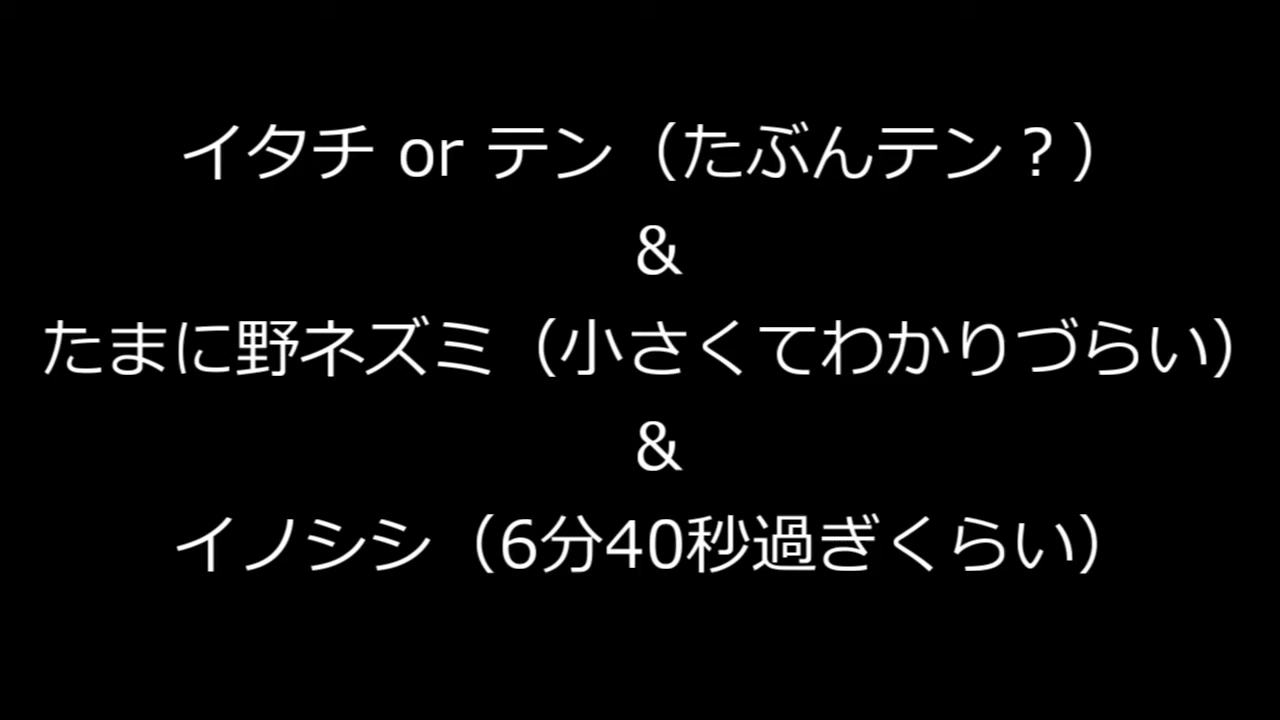 イタチ or テン（たぶんテン？）
&
たまに野ネズミ（小さくてわかりづらい）
&
イノシシ（6分40秒過ぎくらい）